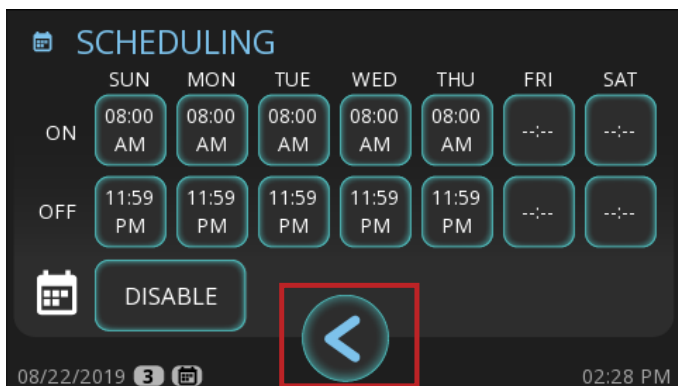 SCHEDULING
SUN MON TUE WED THU FRI SAT
ON 08:00 AM 08:00 AM 08:00 AM 08:00 AM 08:00 AM --:-- --:--
OFF 11:59 PM 11:59 PM 11:59 PM 11:59 PM 11:59 PM --:-- --:--
DISABLE
<
08/22/2019 3 02:28 PM